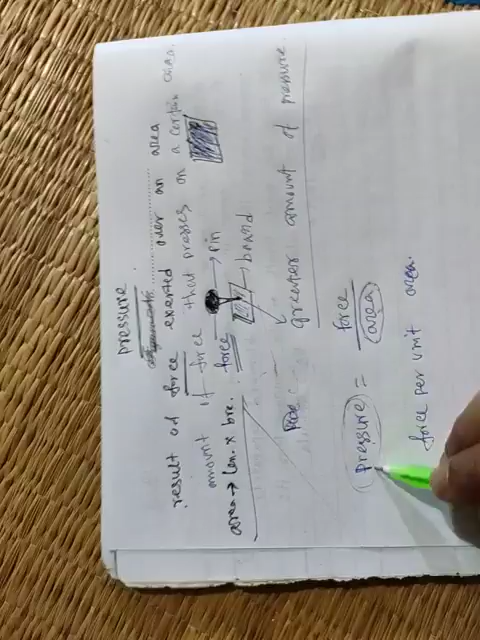 pressure
result of force exerted over an area
amount if force that presses on a certain area.
pin
area → len. x bre. force → board
greater amount of pressure.
pressure = force
area
force per unit area.